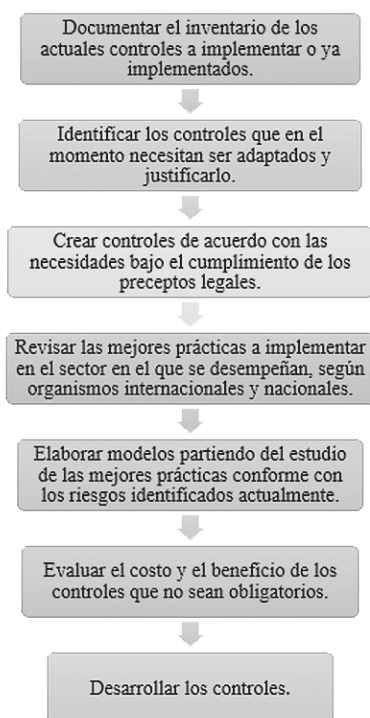 Documentar el inventario de los
actuales controles a implementar o ya
implementados.
Identificar los controles que en el
momento necesitan ser adaptados y
justificarlo.
Crear controles de acuerdo con las
necesidades bajo el cumplimiento de los
preceptos legales.
Revisar las mejores prácticas a implementar
en el sector en el que se desempeñan, según
organismos internacionales y nacionales.
Elaborar modelos partiendo del estudio
de las mejores prácticas conforme con
los riesgos identificados actualmente.
Evaluar el costo y el beneficio de los
controles que no sean obligatorios.
Desarrollar los controles.